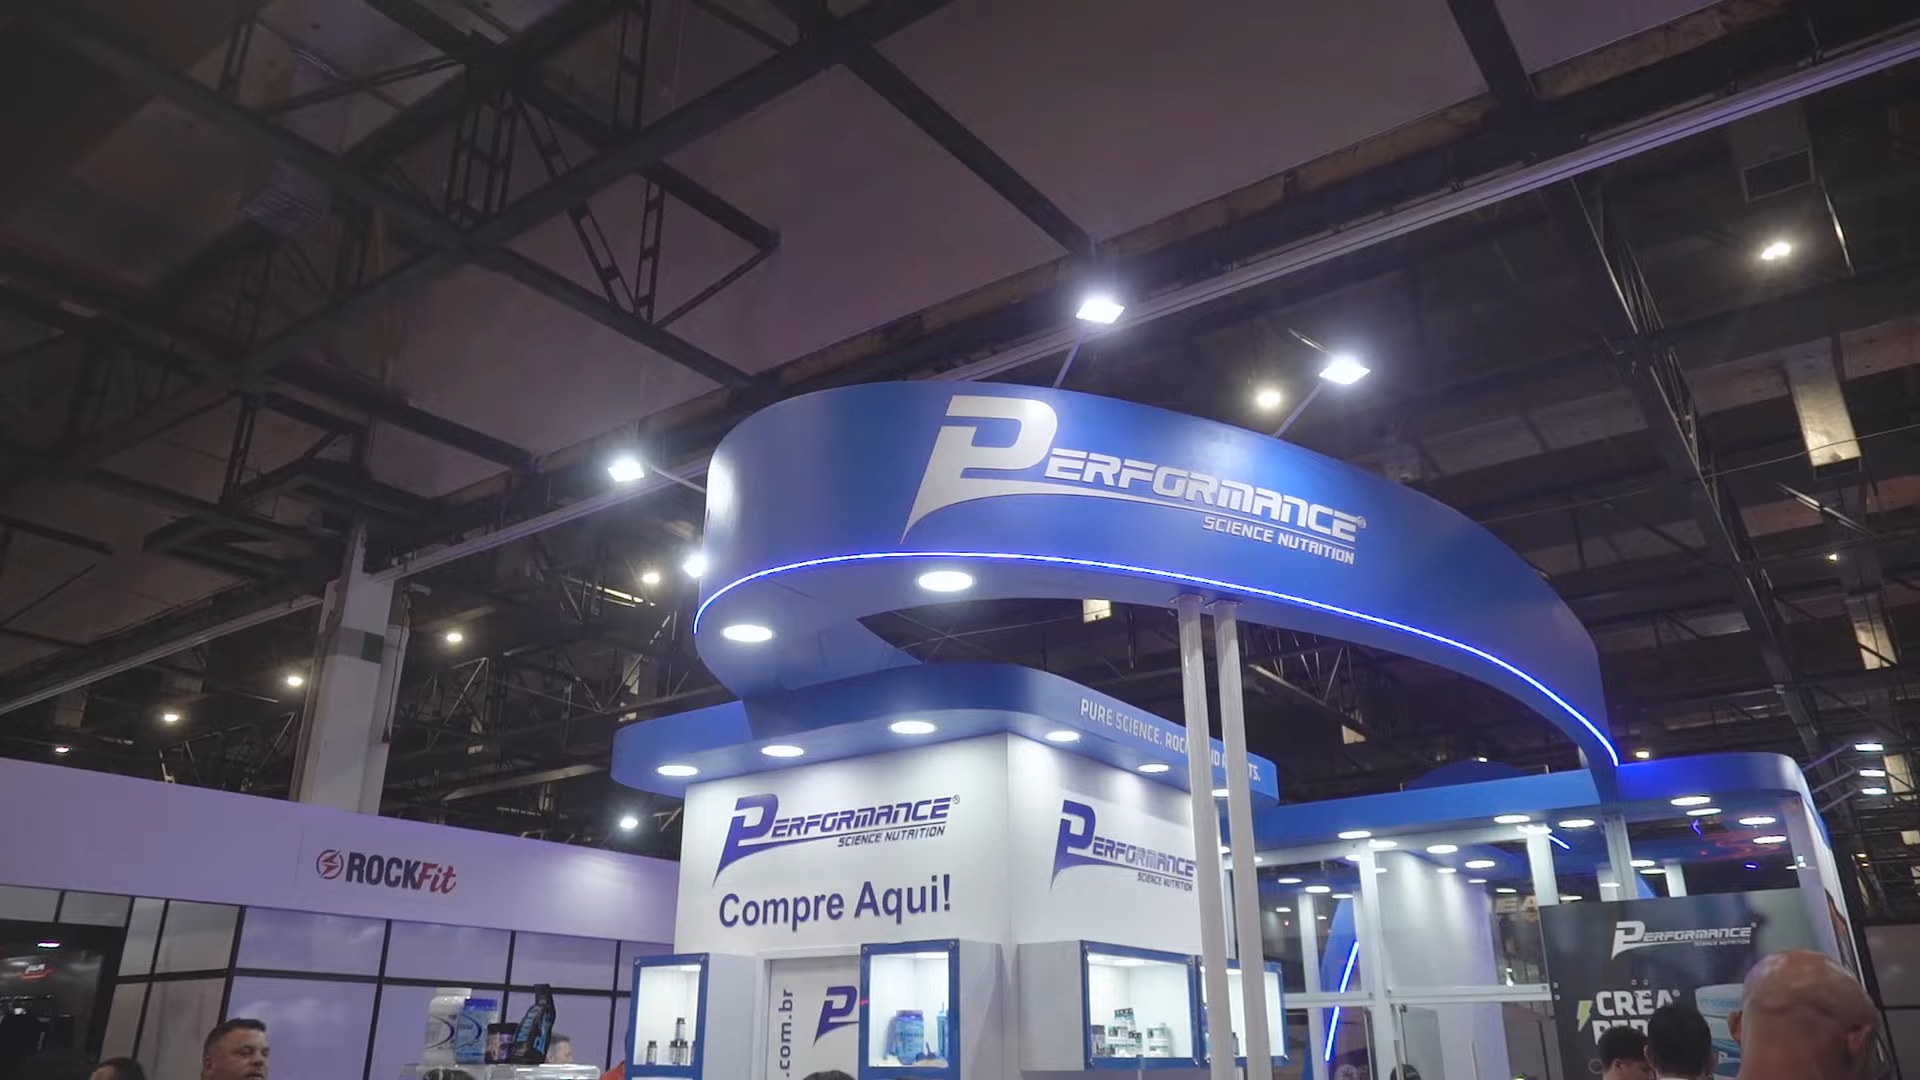 PERFORMANCE®
SCIENCE NUTRITION
PURE SCIENCE.
PERFORMANCE®
SCIENCE NUTRITION
Compre Aqui!
PERFORMANCE
SCIENCE NUTRITION
ROCKFit
.com.br
P
PERFORMANCE
SCIENCE NUTRITION
CREA